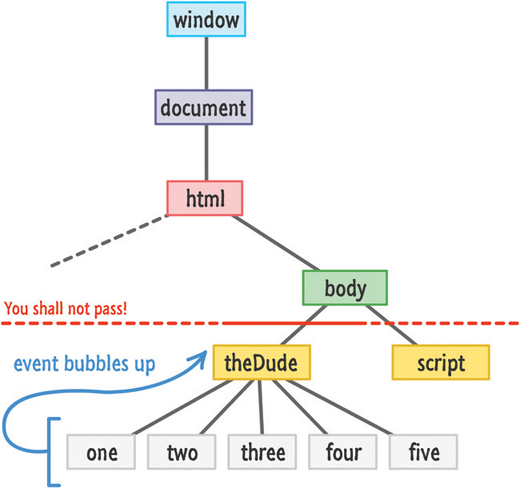 window
document
html
body
You shall not pass!
event bubbles up
theDude
script
one
two
three
four
five